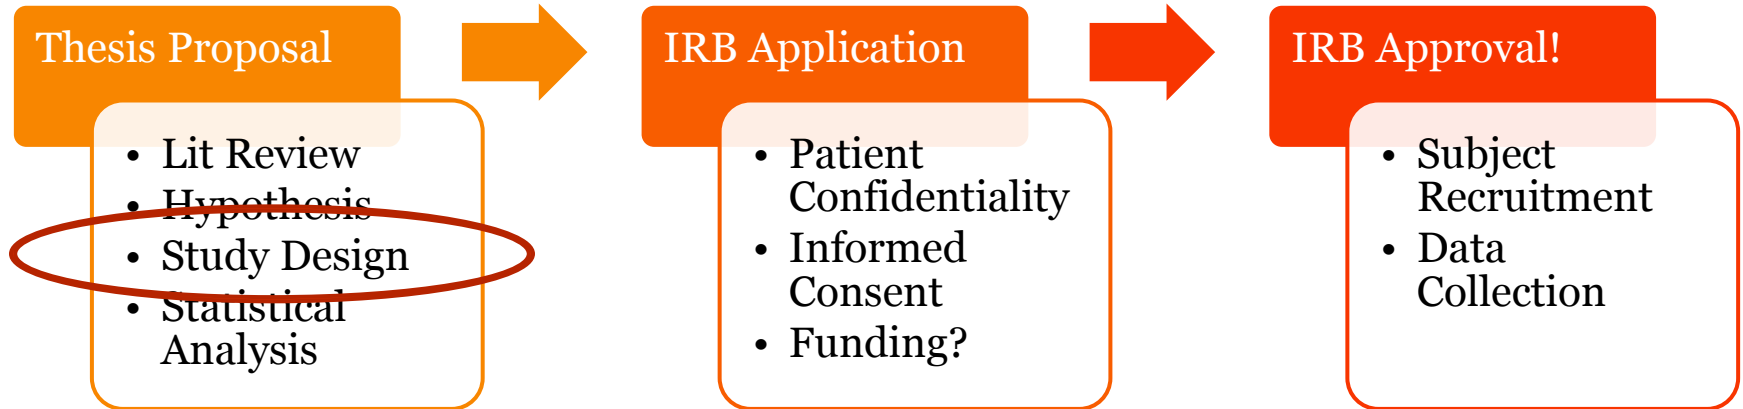 Thesis Proposal
• Lit Review
• Hypothesis
• Study Design
• Statistical
Analysis
IRB Application
• Patient
Confidentiality
• Informed
Consent
• Funding?
IRB Approval!
• Subject
Recruitment
• Data
Collection